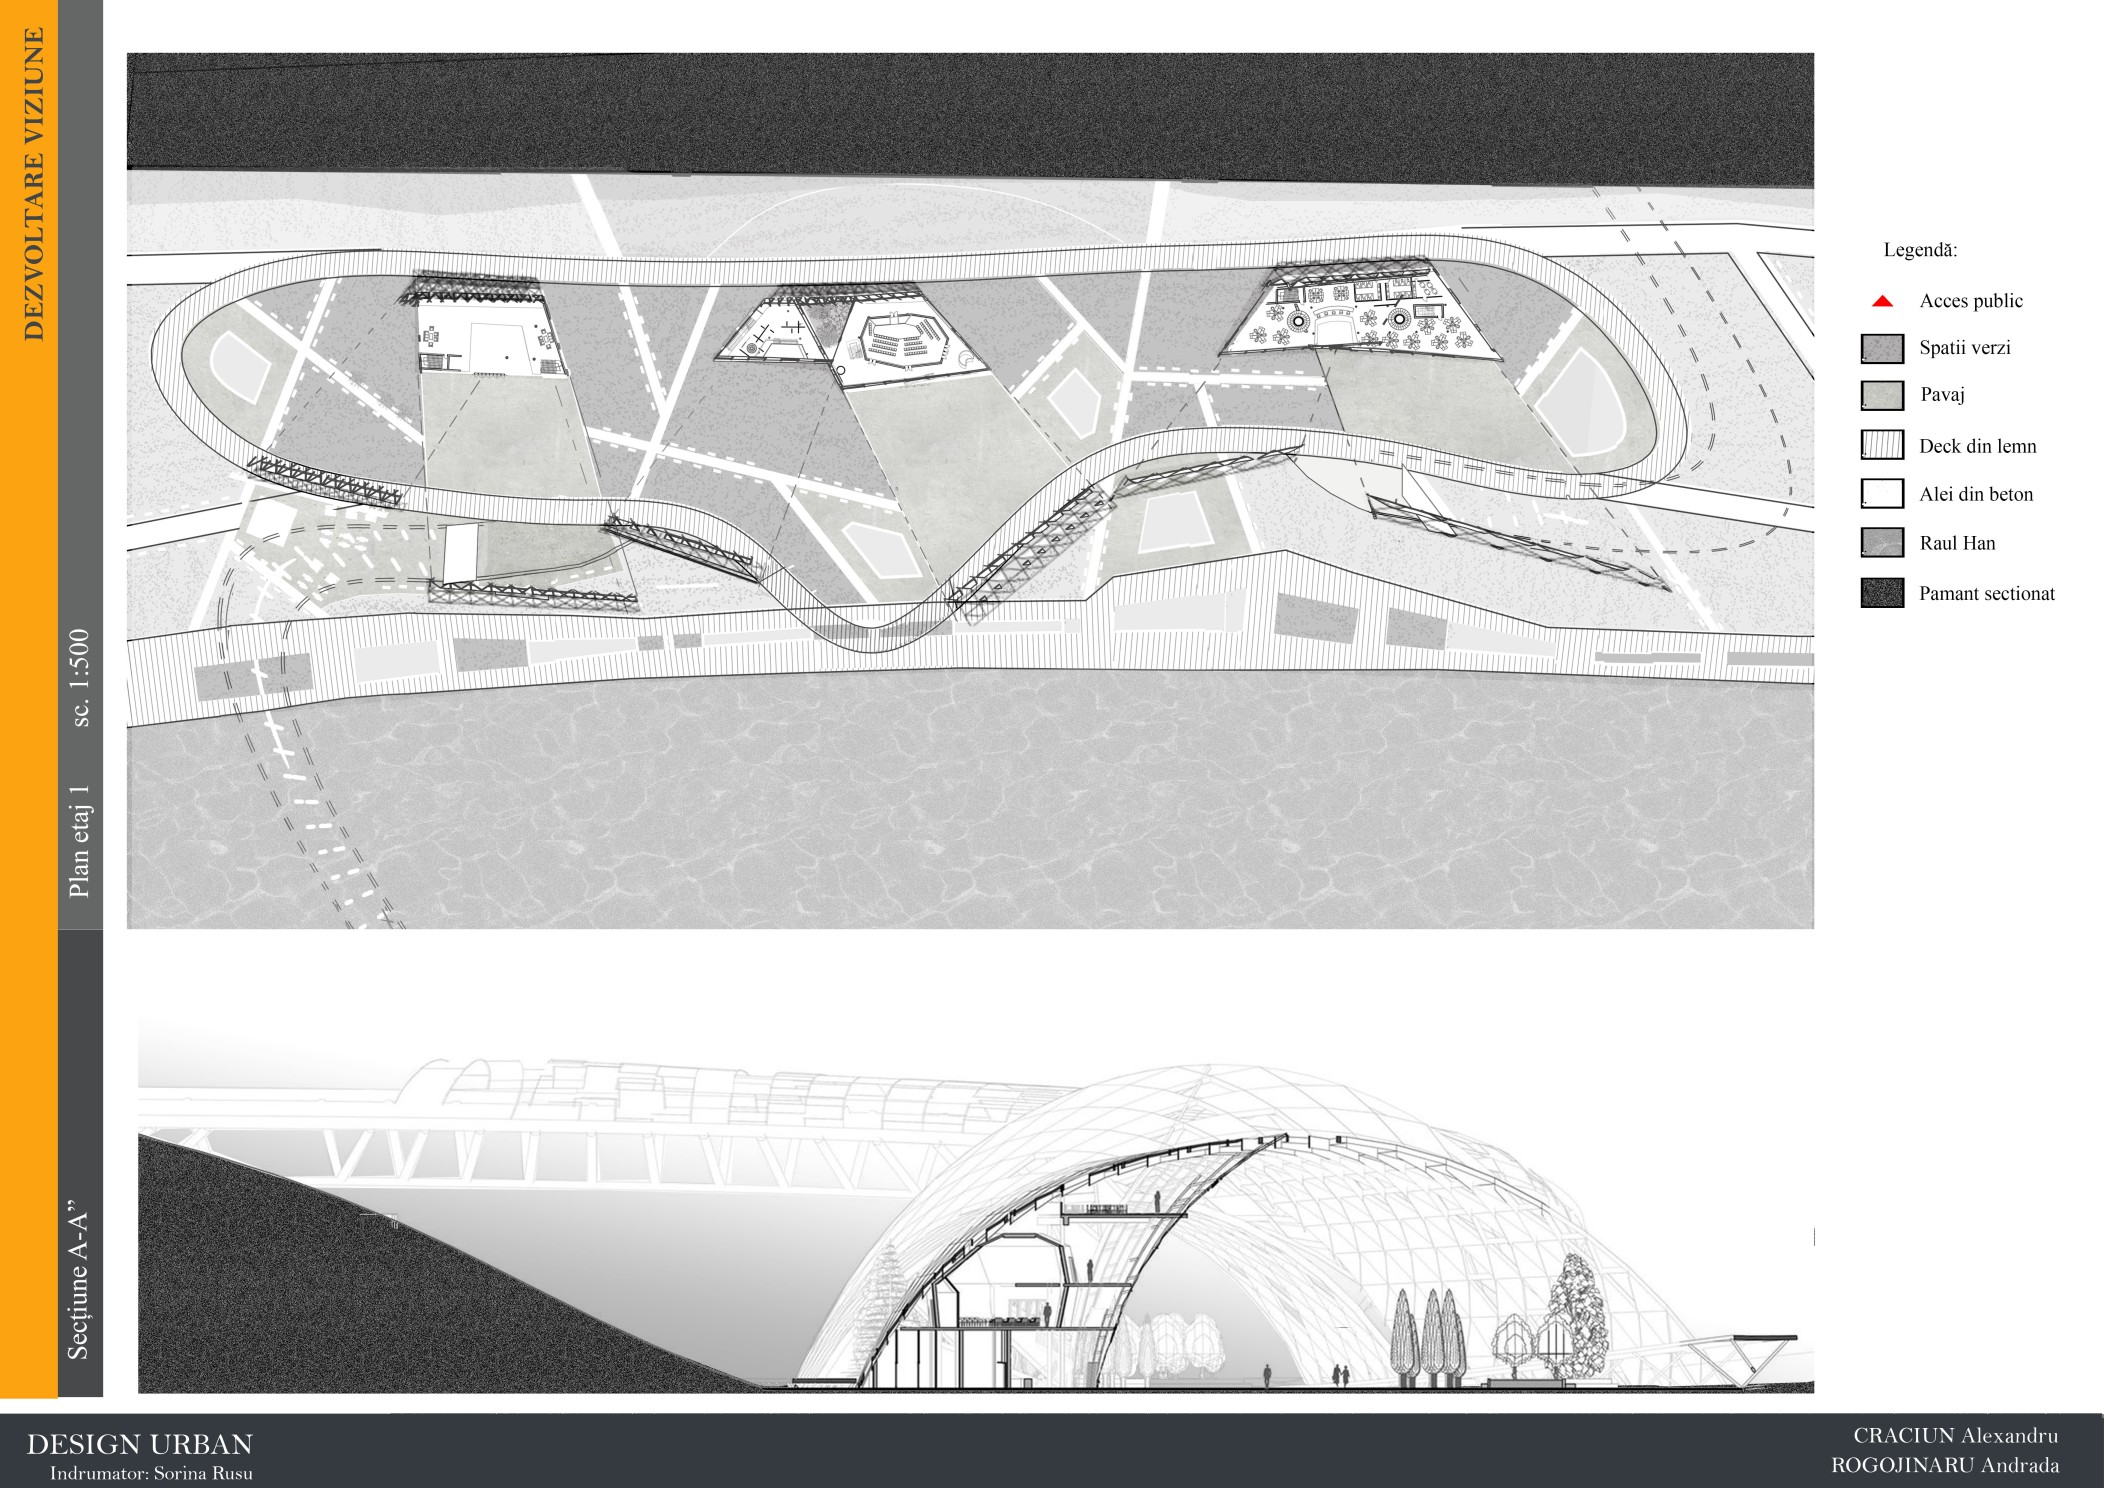 DEZVOLTARE VIZIUNE
Plan etaj 1 sc. 1:500
Secțiune A-A”
Legendă:
Acces public
Spatii verzi
Pavaj
Deck din lemn
Alei din beton
Raul Han
Pamant sectionat
DESIGN URBAN
Indrumator: Sorina Rusu
CRACIUN Alexandru
ROGOJINARU Andrada